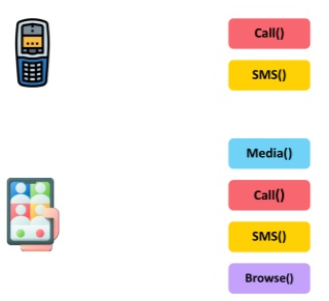 Call()
SMS()
Media()
Call()
SMS()
Browse()